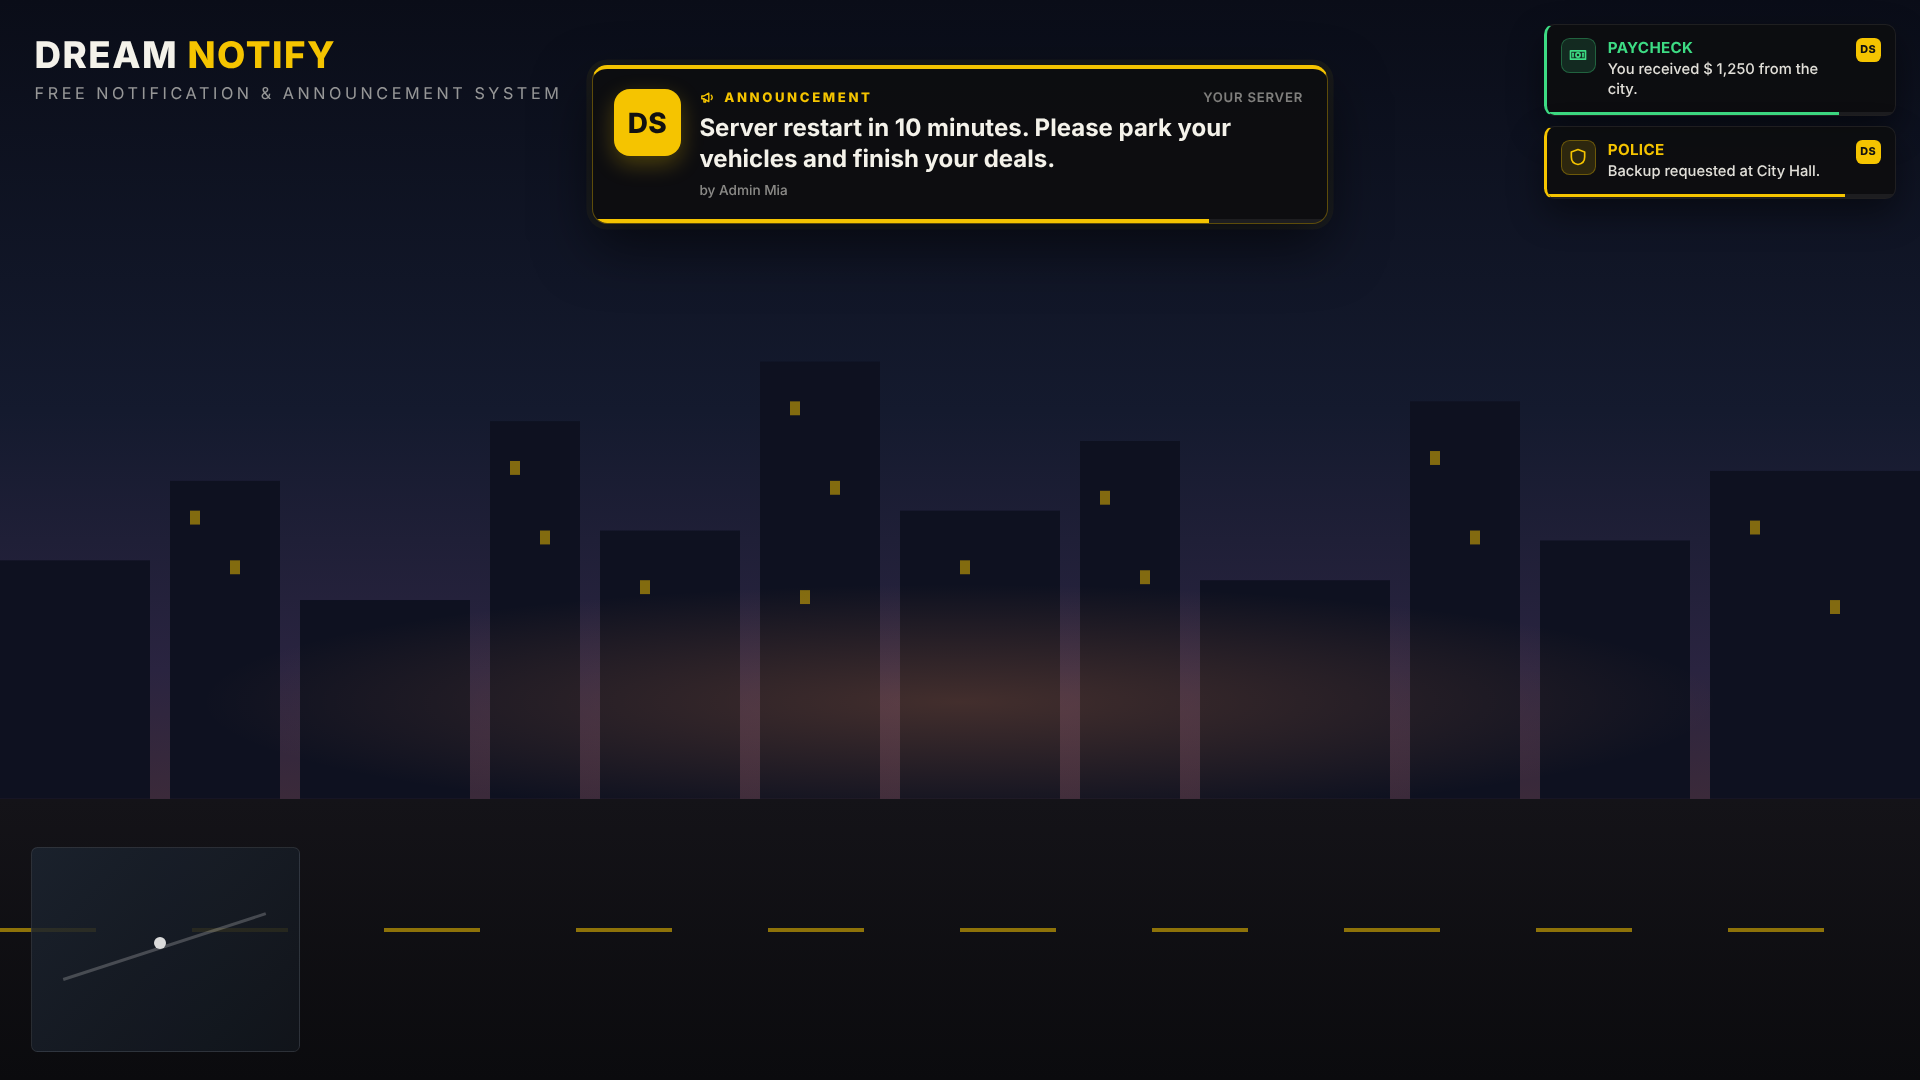 DREAM NOTIFY
FREE NOTIFICATION & ANNOUNCEMENT SYSTEM
DS
ANNOUNCEMENT
YOUR SERVER
Server restart in 10 minutes. Please park your
vehicles and finish your deals.
by Admin Mia
PAYCHECK
DS
You received $ 1,250 from the
city.
POLICE
DS
Backup requested at City Hall.